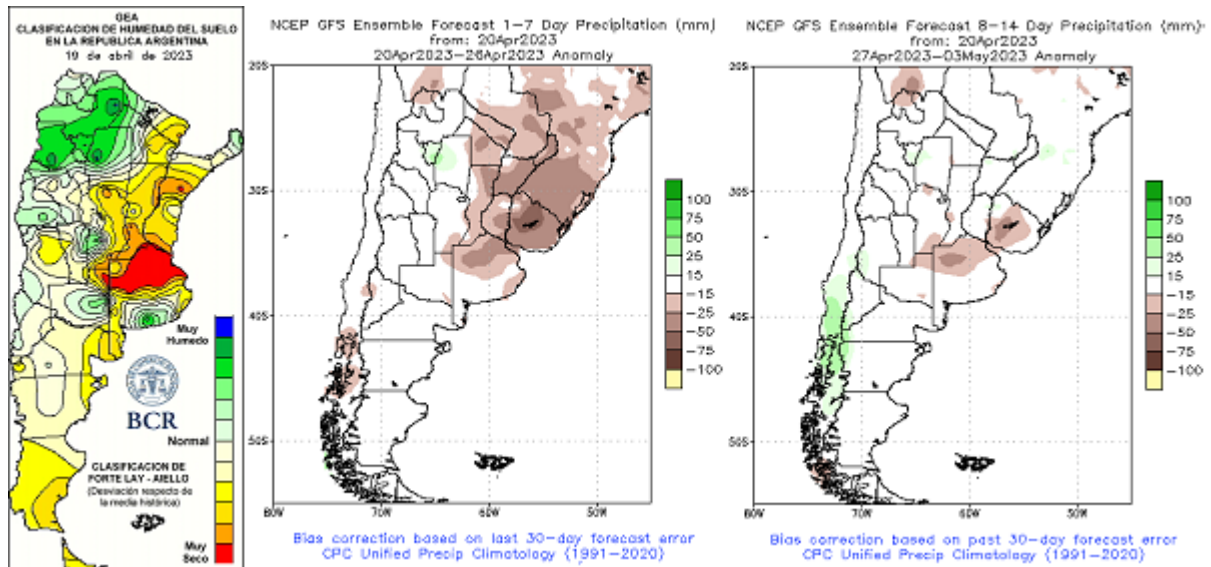 GEA
CLASIFICACION DE HUMEDAD DEL SUELO
EN LA REPUBLICA ARGENTINA
19 de abril de 2023
Muy
Humedo
BCR
Normal
CLASIFICACION DE
FORTE LAY - AIELLO
(Desviación respecto de
la media histórica)
Muy
Seco
NCEP GFS Ensemble Forecast 1-7 Day Precipitation (mm)
from: 20Apr2023
20Apr2023-26Apr2023 Anomaly
20S
30S
40S
50S
80W
70W
60W
50W
100
75
50
25
15
-15
-25
-50
-75
-100
Bias correction based on last 30-day forecast error
CPC Unified Precip Climatology (1991-2020)
NCEP GFS Ensemble Forecast 8-14 Day Precipitation (mm)
from: 20Apr2023
27Apr2023-03May2023 Anomaly
20S
30S
40S
50S
80W
70W
60W
50W
100
75
50
25
15
-15
-25
-50
-75
-100
Bias correction based on past 30-day forecast error
CPC Unified Precip Climatology (1991-2020)